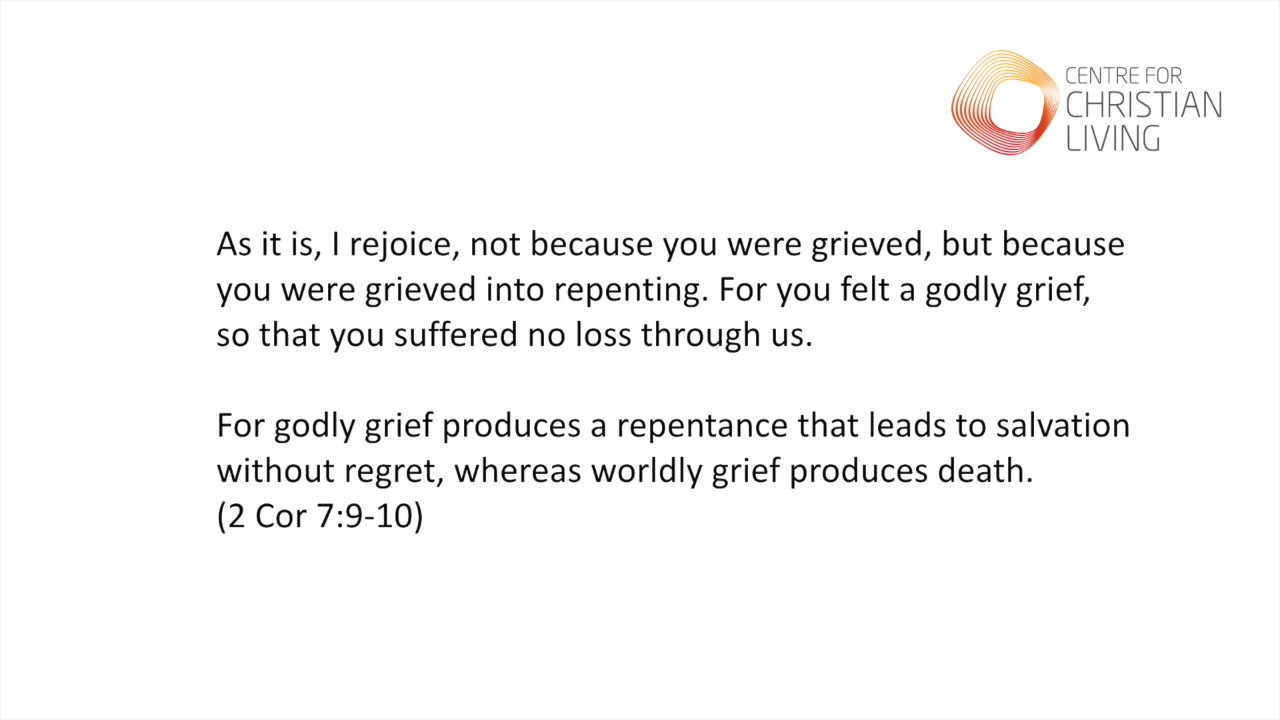 CENTRE FOR
CHRISTIAN
LIVING
As it is, I rejoice, not because you were grieved, but because
you were grieved into repenting. For you felt a godly grief,
so that you suffered no loss through us.
For godly grief produces a repentance that leads to salvation
without regret, whereas worldly grief produces death.
(2 Cor 7:9-10)